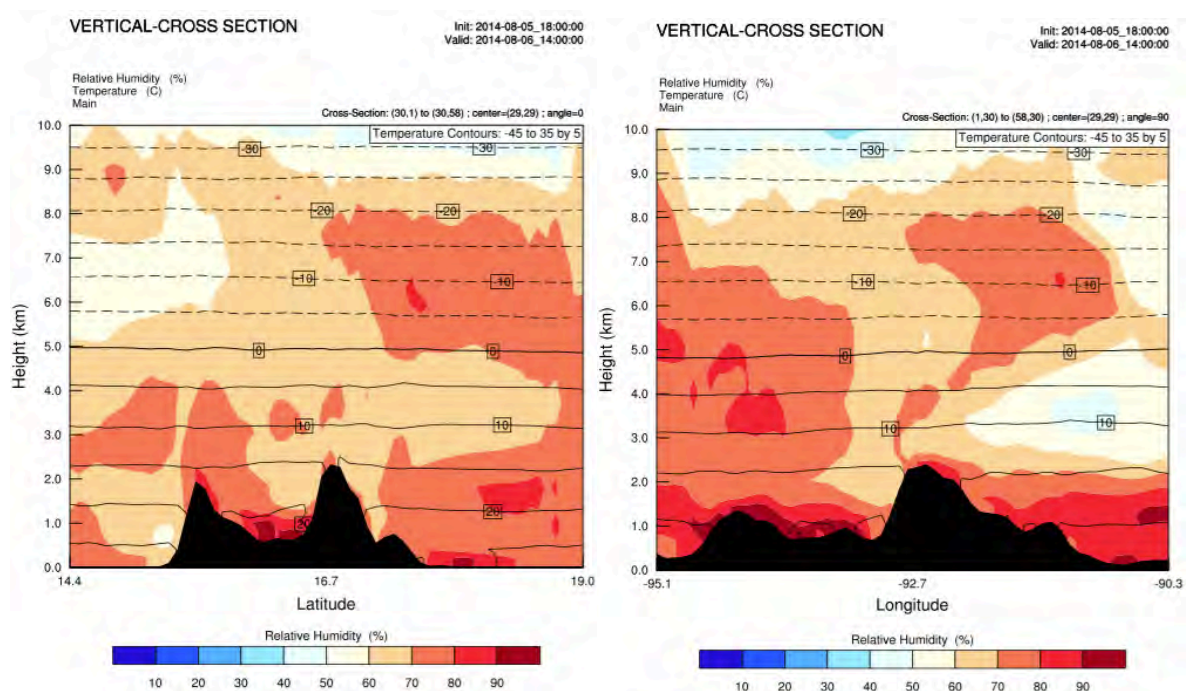 VERTICAL-CROSS SECTION
Init: 2014-08-05_18:00:00
Valid: 2014-08-06_14:00:00
Relative Humidity (%)
Temperature (C)
Main
Cross-Section: (30,1) to (30,58) ; center=(29,29) ; angle=0
Temperature Contours: -45 to 35 by 5
10.0
9.0
8.0
7.0
6.0
5.0
4.0
3.0
2.0
1.0
0.0
Height (km)
-30
-30
-20
-20
-10
-10
0
0
10
10
20
20
14.4
16.7
19.0
Latitude
Relative Humidity (%)
10 20 30 40 50 60 70 80 90
VERTICAL-CROSS SECTION
Init: 2014-08-05_18:00:00
Valid: 2014-08-06_14:00:00
Relative Humidity (%)
Temperature (C)
Main
Cross-Section: (1,30) to (58,30) ; center=(29,29) ; angle=90
Temperature Contours: -45 to 35 by 5
10.0
9.0
8.0
7.0
6.0
5.0
4.0
3.0
2.0
1.0
0.0
Height (km)
-30
-30
-20
-20
-10
-10
0
0
10
10
-95.1
-92.7
-90.3
Longitude
Relative Humidity (%)
10 20 30 40 50 60 70 80 90